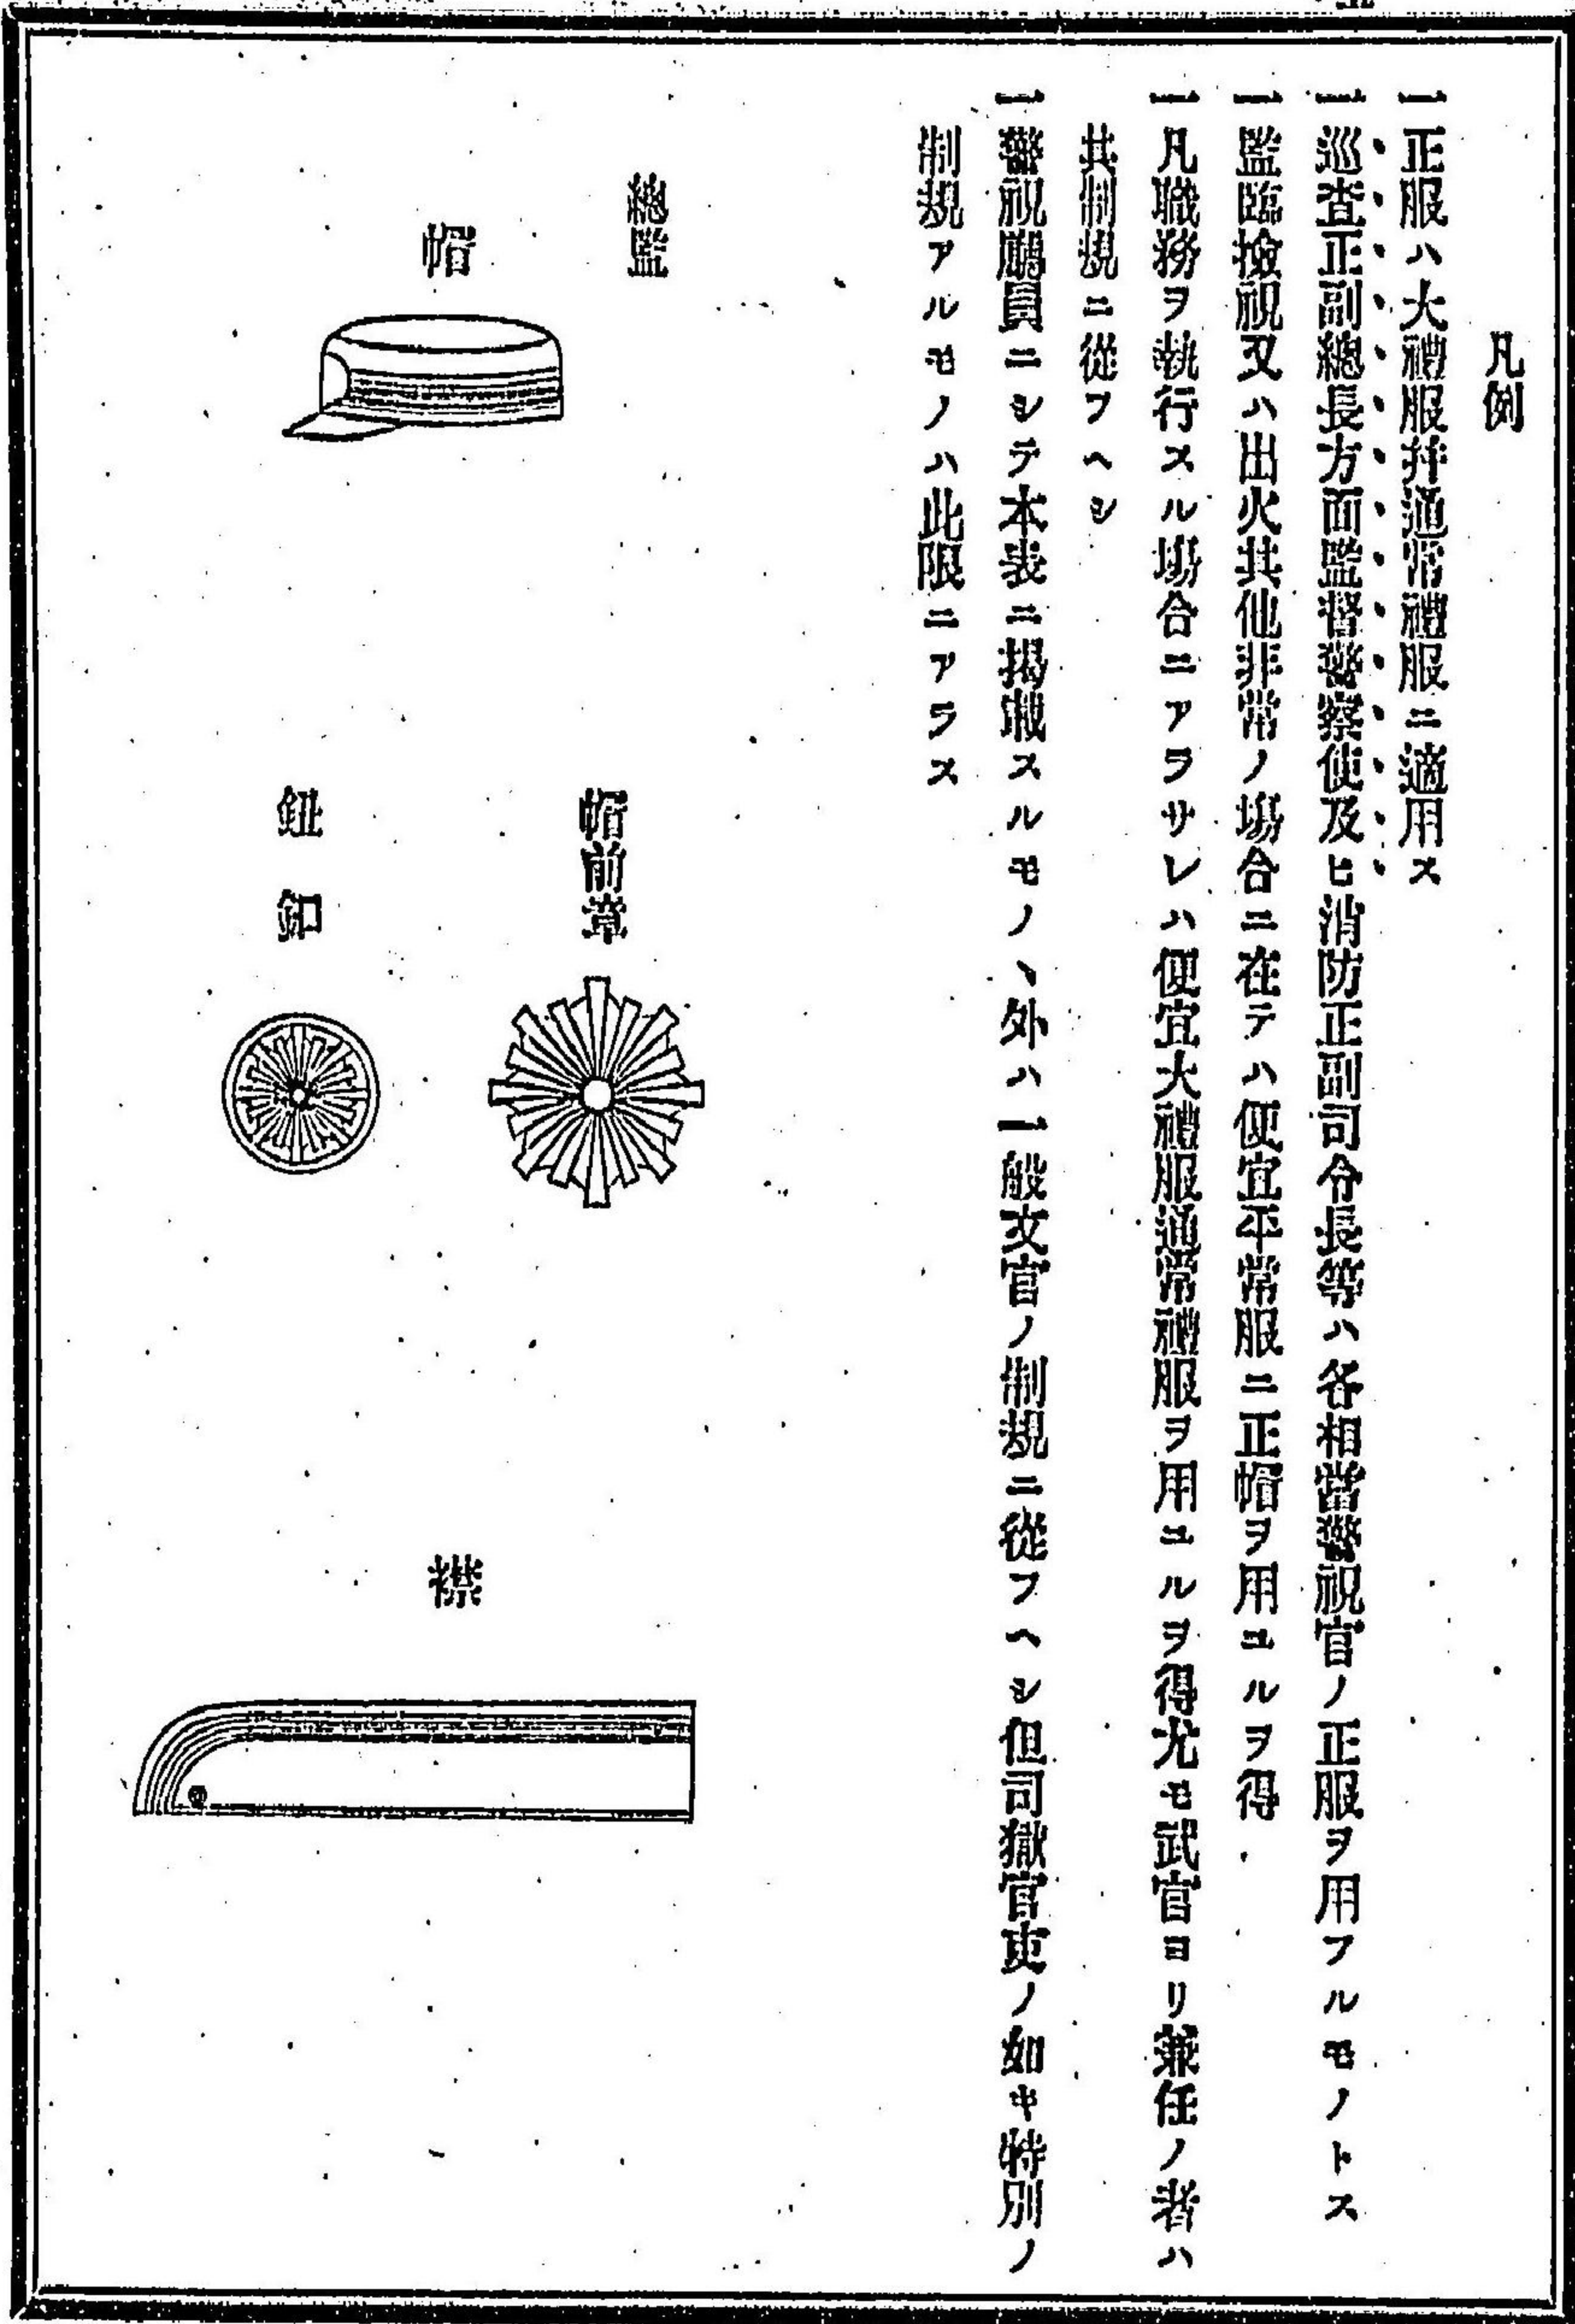 凡例
一正服ハ大禮服幷通常禮服ニ適用ス
一巡査正副總長方面監督警察使及ヒ消防正副司令長等ハ各相當警視官ノ正服ヲ用フルモノトス
一監臨撿視又ハ出火其他非常ノ塲合ニ在テハ便宜平常服ニ正帽ヲ用ユルヲ得
一凡職務ヲ執行スル塲合ニアラサレハ便宜大禮服通常禮服ヲ用ユルヲ得尤モ武官ヨリ兼任ノ者ハ
共制規ニ從フヘシ
一警視廳員ニシテ本表ニ揭載スルモノヽ外ハ一般文官ノ制規ニ從フヘシ但司獄官吏ノ如キ特別ノ
制規アルモノハ此限ニアラス
總監
帽
帽前章
鈕釦
襟